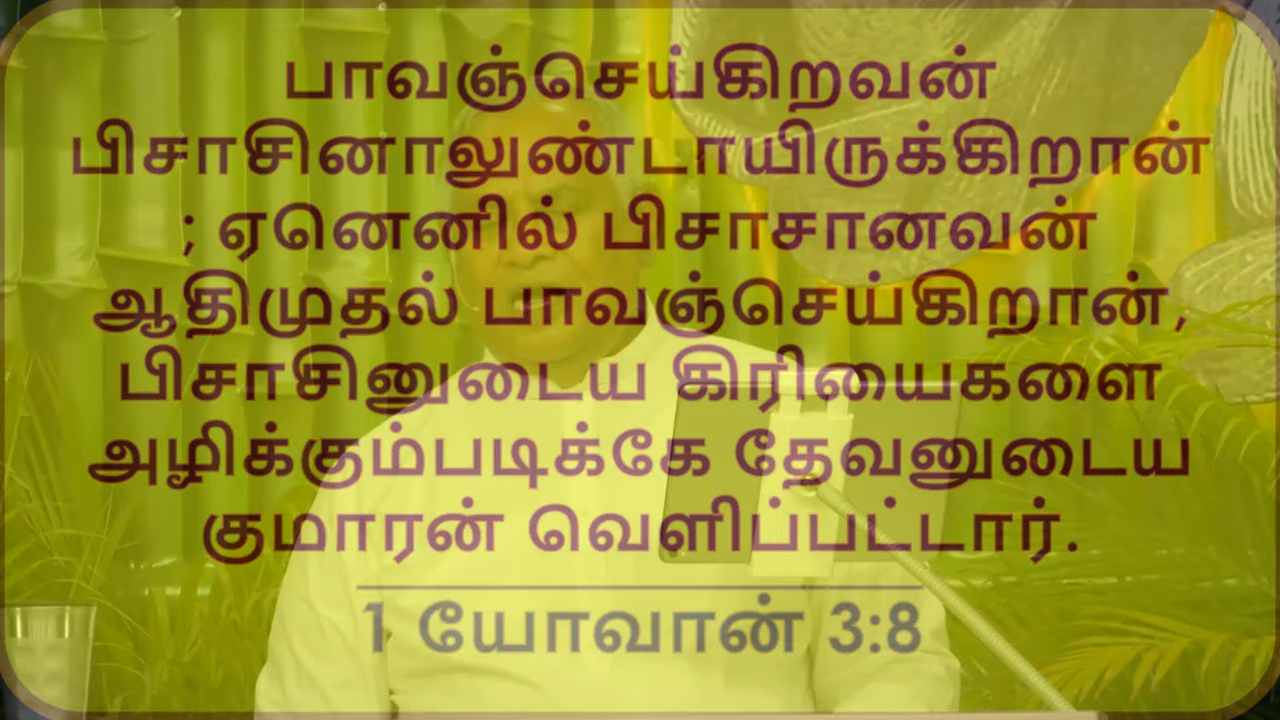 பாவஞ்செய்கிறவன்
பிசாசினாலுண்டாயிருக்கிறான்
; ஏனெனில் பிசாசானவன்
ஆதிமுதல் பாவஞ்செய்கிறான்,
பிசாசினுடைய கிரியைகளை
அழிக்கும்படிக்கே தேவனுடைய
குமாரன் வெளிப்பட்டார்.
1 யோவான் 3:8